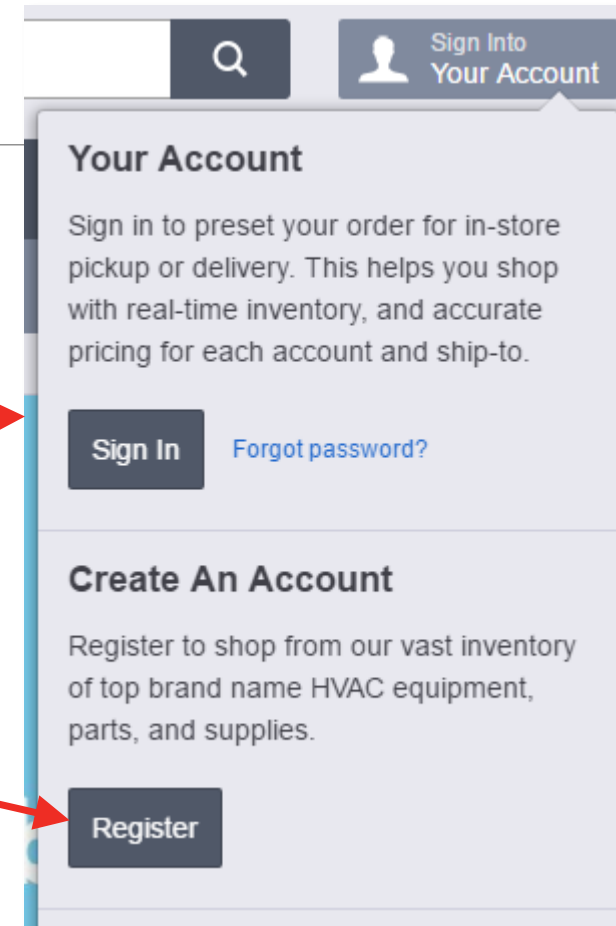 Sign Into
Your Account
Your Account
Sign in to preset your order for in-store
pickup or delivery. This helps you shop
with real-time inventory, and accurate
pricing for each account and ship-to.
Sign In Forgot password?
Create An Account
Register to shop from our vast inventory
of top brand name HVAC equipment,
parts, and supplies.
Register